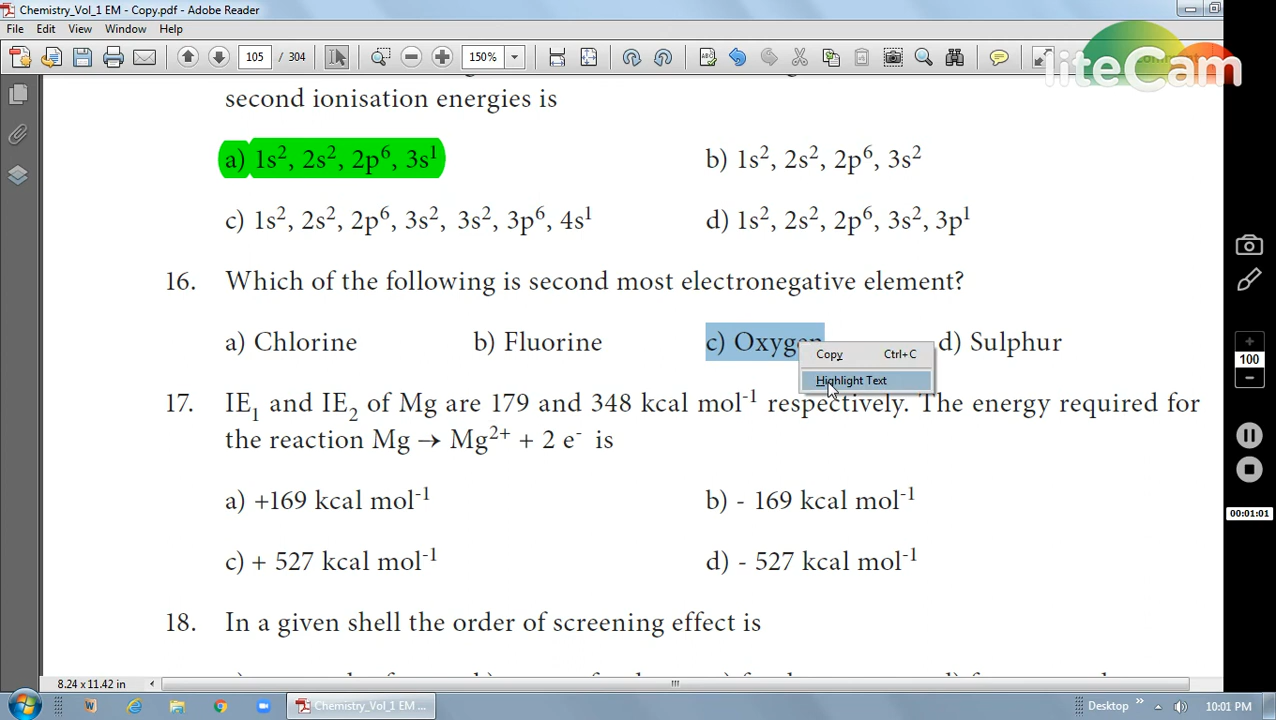 Chemistry_Vol_1 EM - Copy.pdf - Adobe Reader
File Edit View Window Help
105 / 304 150%
liteCam
second ionisation energies is
a) 1s², 2s², 2p⁶, 3s¹ b) 1s², 2s², 2p⁶, 3s²
c) 1s², 2s², 2p⁶, 3s², 3s², 3p⁶, 4s¹ d) 1s², 2s², 2p⁶, 3s², 3p¹
16. Which of the following is second most electronegative element?
a) Chlorine b) Fluorine c) Oxygen d) Sulphur
Copy Ctrl+C
Highlight Text
100
17. IE₁ and IE₂ of Mg are 179 and 348 kcal mol⁻¹ respectively. The energy required for
the reaction Mg → Mg²⁺ + 2 e⁻ is
a) +169 kcal mol⁻¹ b) - 169 kcal mol⁻¹
00:01:01
c) + 527 kcal mol⁻¹ d) - 527 kcal mol⁻¹
18. In a given shell the order of screening effect is
8.24 x 11.42 in
Chemistry_Vol_1 EM ... Desktop 10:01 PM